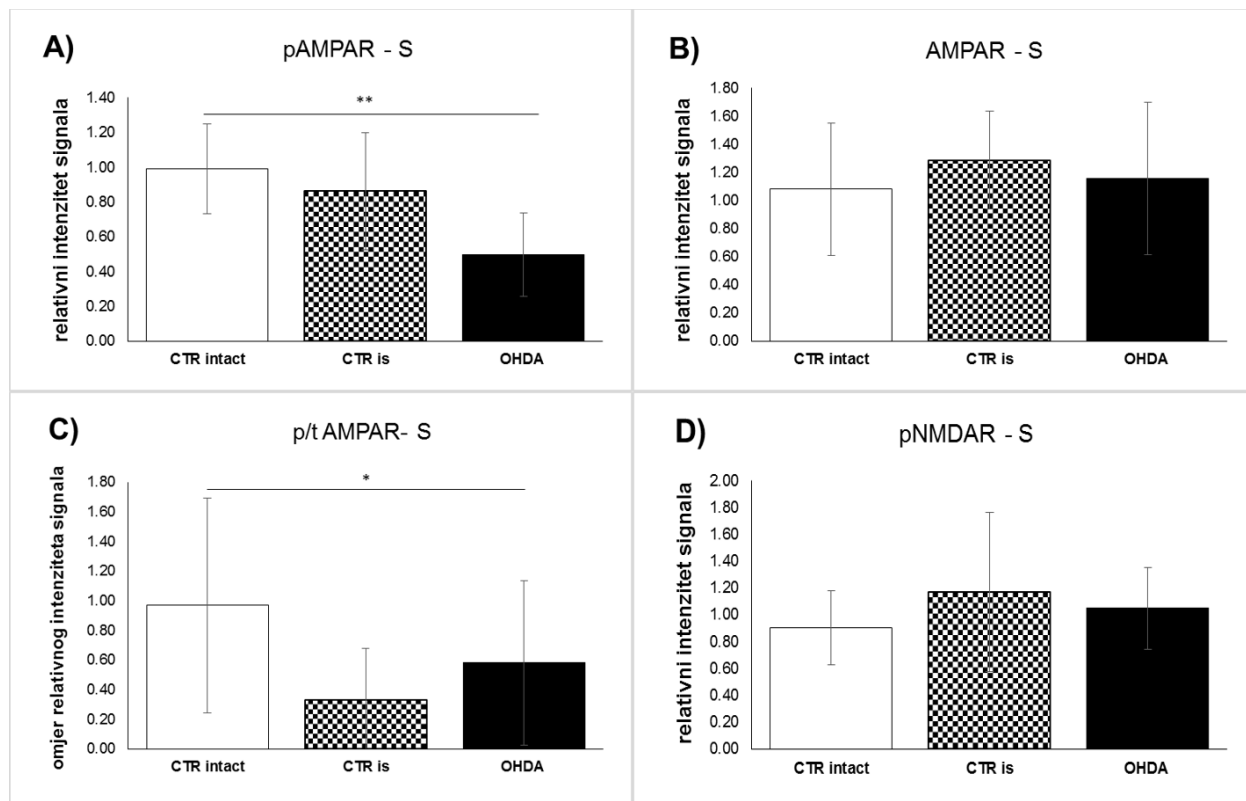 A)
pAMPAR - S
**
relativni intenzitet signala
1.40
1.20
1.00
0.80
0.60
0.40
0.20
0.00
CTR intact CTR is OHDA
B)
AMPAR - S
relativni intenzitet signala
1.80
1.60
1.40
1.20
1.00
0.80
0.60
0.40
0.20
0.00
CTR intact CTR is OHDA
C)
p/t AMPAR- S
*
omjer relativnog intenziteta signala
1.80
1.60
1.40
1.20
1.00
0.80
0.60
0.40
0.20
0.00
CTR intact CTR is OHDA
D)
pNMDAR - S
relativni intenzitet signala
2.00
1.80
1.60
1.40
1.20
1.00
0.80
0.60
0.40
0.20
0.00
CTR intact CTR is OHDA